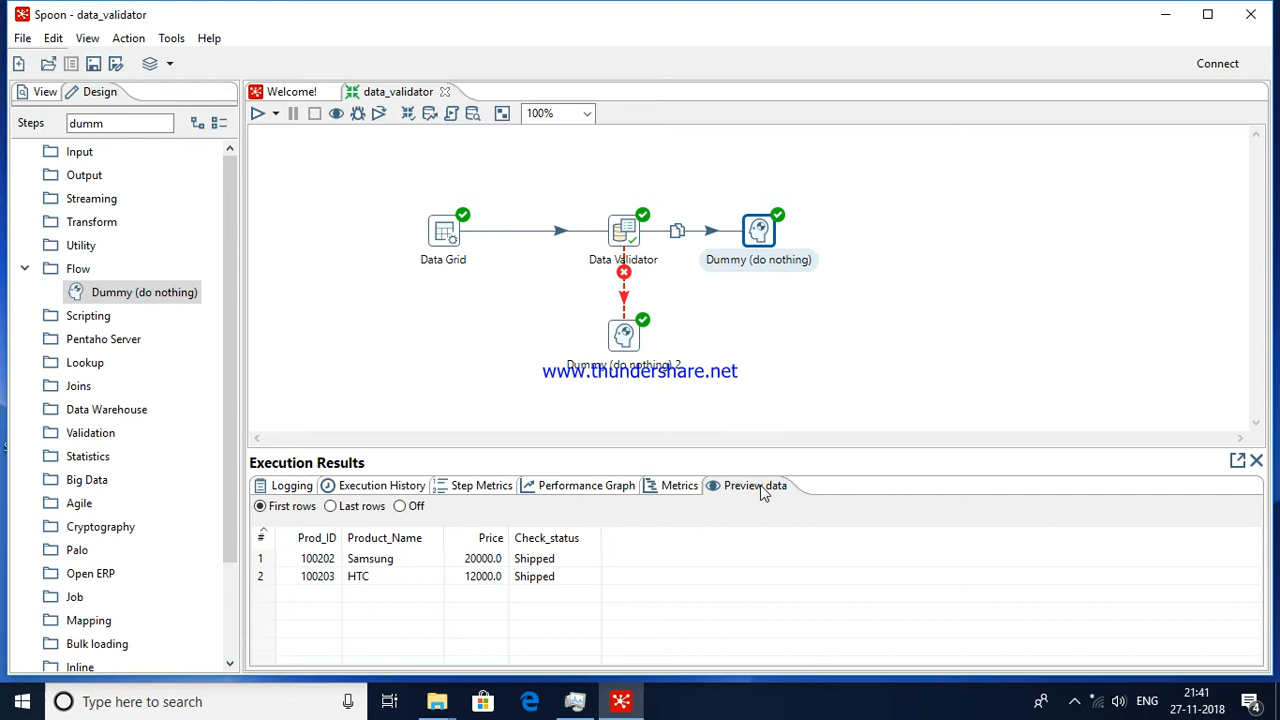 Spoon - data_validator
File Edit View Action Tools Help
Connect
View Design
Steps dumm
Input
Output
Streaming
Transform
Utility
Flow
Dummy (do nothing)
Scripting
Pentaho Server
Lookup
Joins
Data Warehouse
Validation
Statistics
Big Data
Agile
Cryptography
Palo
Open ERP
Job
Mapping
Bulk loading
Inline
Welcome! data_validator
100%
Data Grid Data Validator Dummy (do nothing)
Dummy (do nothing) 2
www.thundershare.net
Execution Results
Logging Execution History Step Metrics Performance Graph Metrics Preview data
First rows Last rows Off
# Prod_ID Product_Name Price Check_status
1 100202 Samsung 20000.0 Shipped
2 100203 HTC 12000.0 Shipped
Type here to search
ENG
21:41
27-11-2018
4